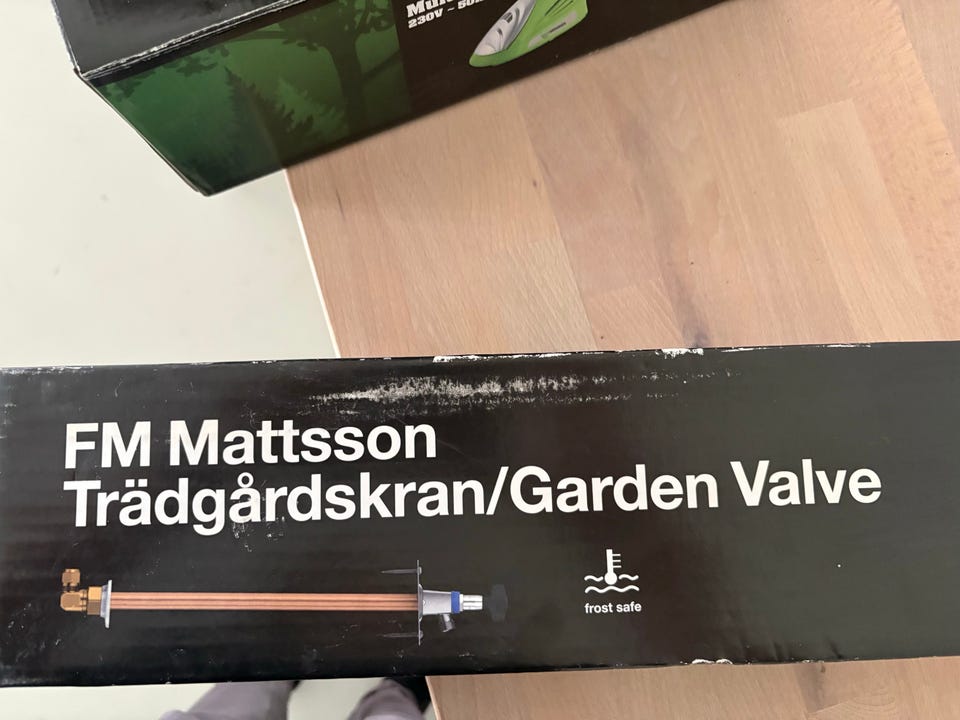 230V ~
FM Mattsson
Trädgårdskran/Garden Valve
frost safe